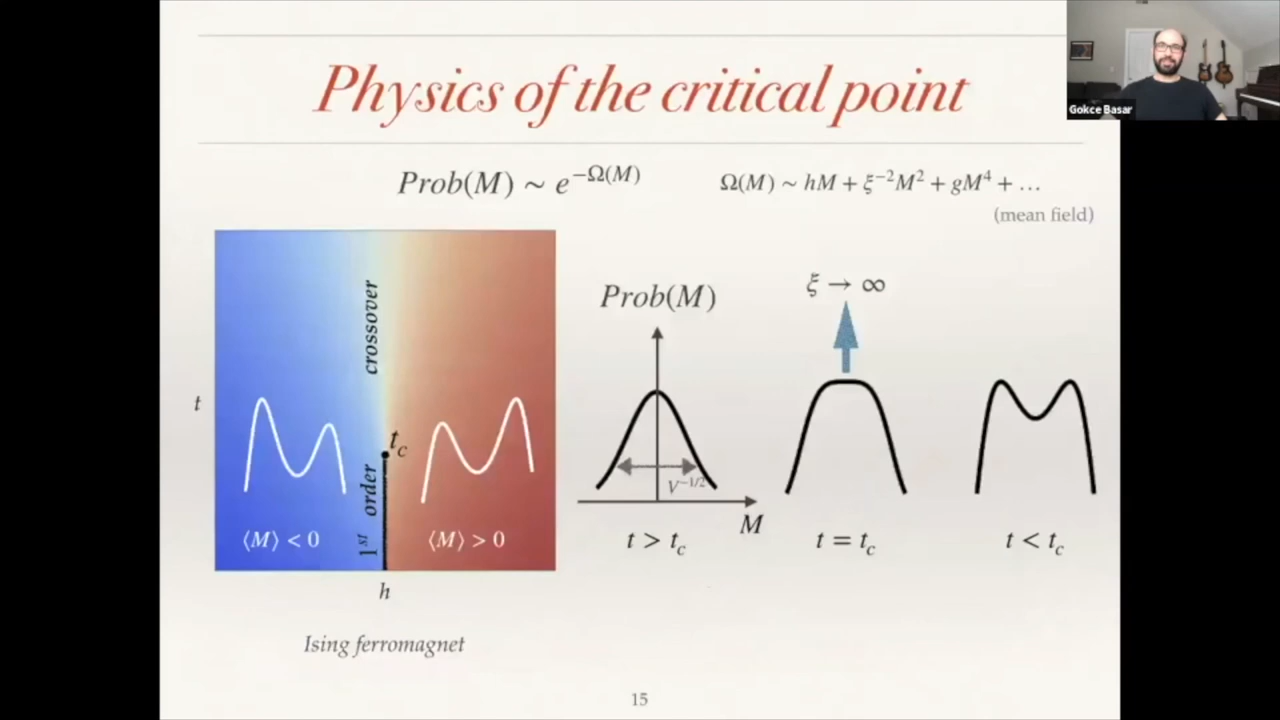 Physics of the critical point
Gokce Basar
Prob(M) ∼ e^{−Ω(M)}
Ω(M) ∼ hM + ξ^{−2}M^2 + gM^4 + …
(mean field)
crossover
t
t_c
1^{st} order
⟨M⟩ < 0
⟨M⟩ > 0
h
Ising ferromagnet
Prob(M)
V^{−1/2}
M
t > t_c
ξ → ∞
t = t_c
t < t_c
15